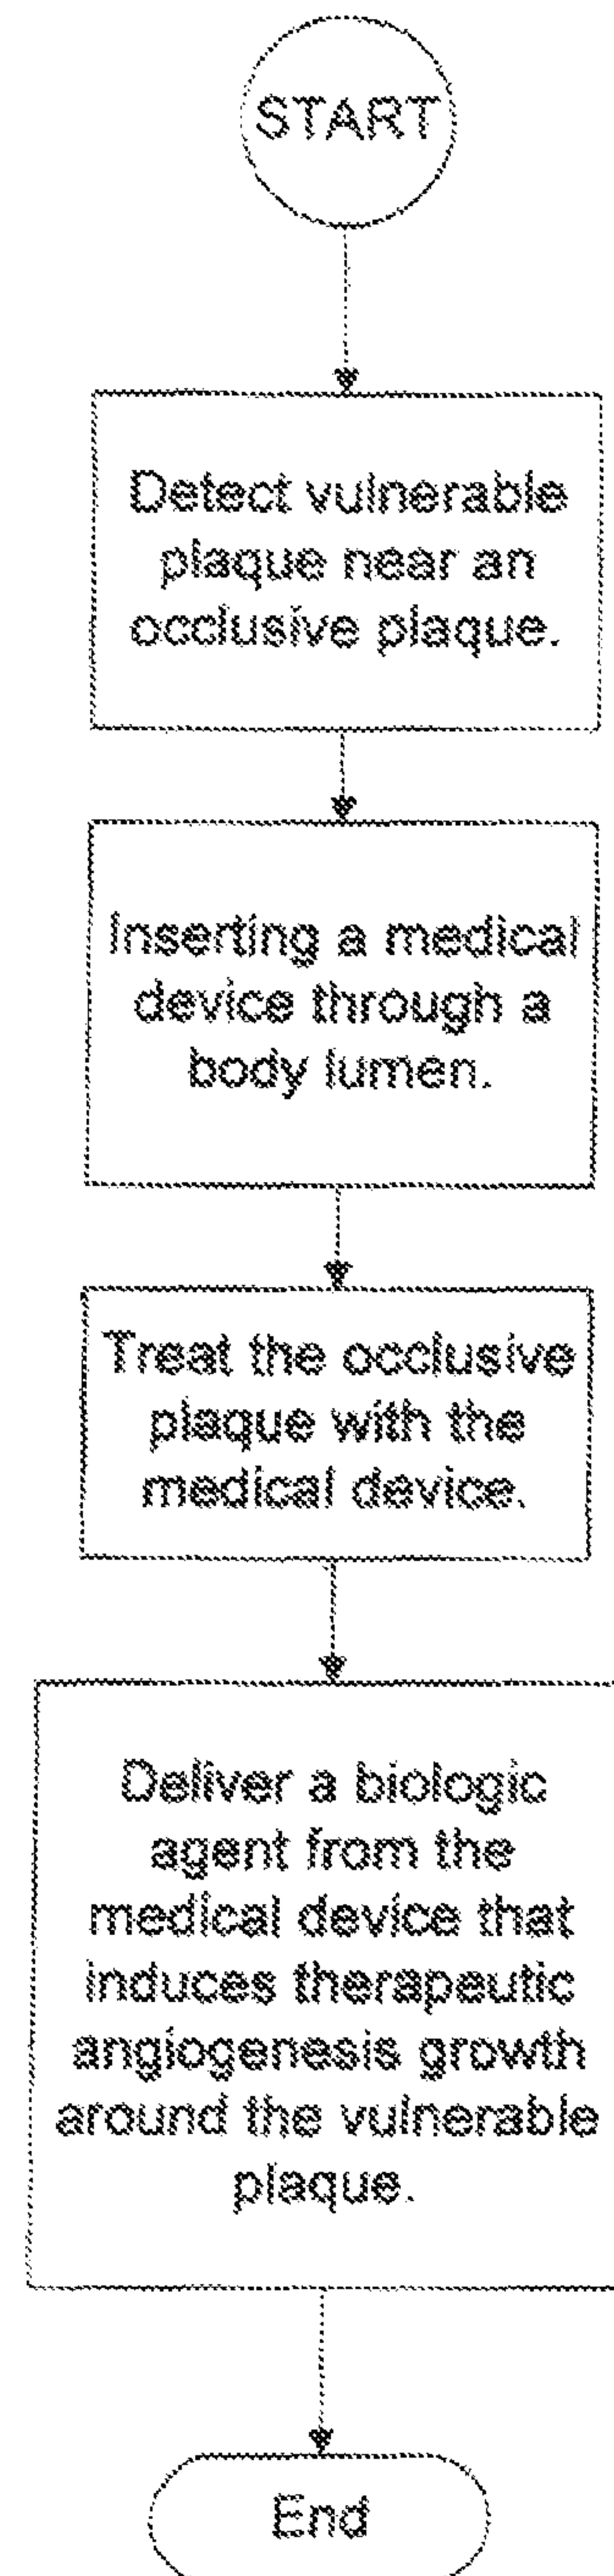 START
Detect vulnerable
plaque near an
occlusive plaque.
Inserting a medical
device through a
body lumen.
Treat the occlusive
plaque with the
medical device.
Deliver a biologic
agent from the
medical device that
induces therapeutic
angiogenesis growth
around the vulnerable
plaque.
End